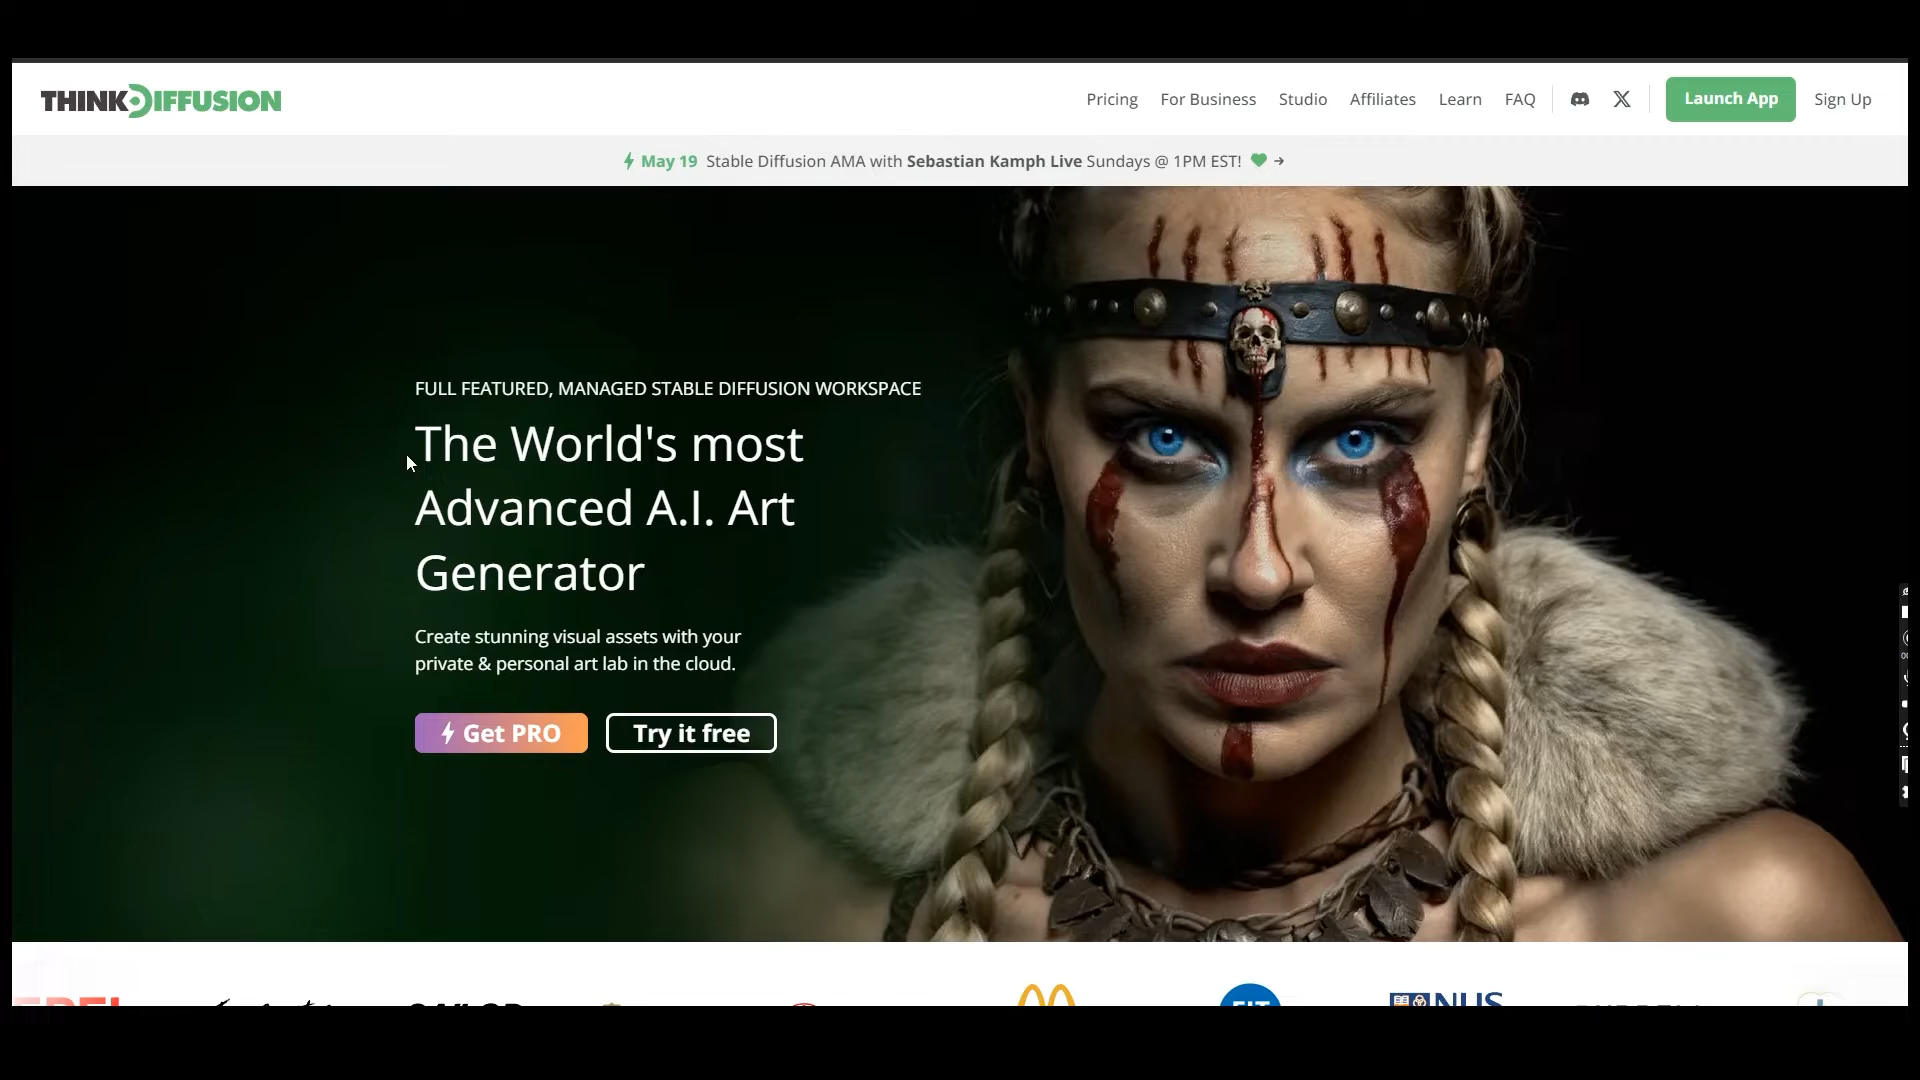 THINKDIFFUSION
Pricing For Business Studio Affiliates Learn FAQ Launch App Sign Up
May 19 Stable Diffusion AMA with Sebastian Kamph Live Sundays @ 1PM EST!
FULL FEATURED, MANAGED STABLE DIFFUSION WORKSPACE
The World's most
Advanced A.I. Art
Generator
Create stunning visual assets with your
private & personal art lab in the cloud.
Get PRO Try it free
NUS